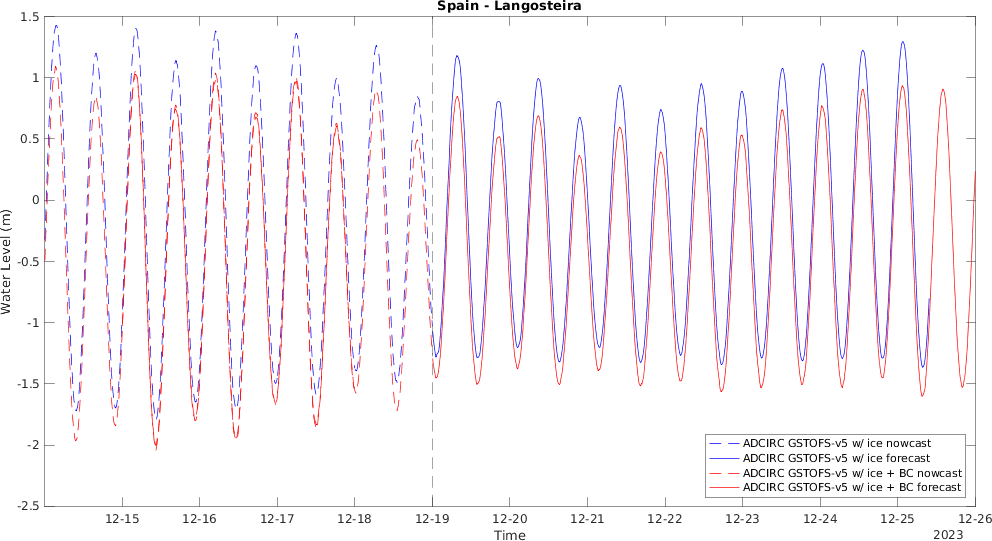 Spain - Langosteira
1.5
1
0.5
0
-0.5
-1
-1.5
-2
-2.5
Water Level (m)
ADCIRC GSTOFS-v5 w/ ice nowcast
ADCIRC GSTOFS-v5 w/ ice forecast
ADCIRC GSTOFS-v5 w/ ice + BC nowcast
ADCIRC GSTOFS-v5 w/ ice + BC forecast
12-15 12-16 12-17 12-18 12-19 12-20 12-21 12-22 12-23 12-24 12-25 12-26
Time
2023